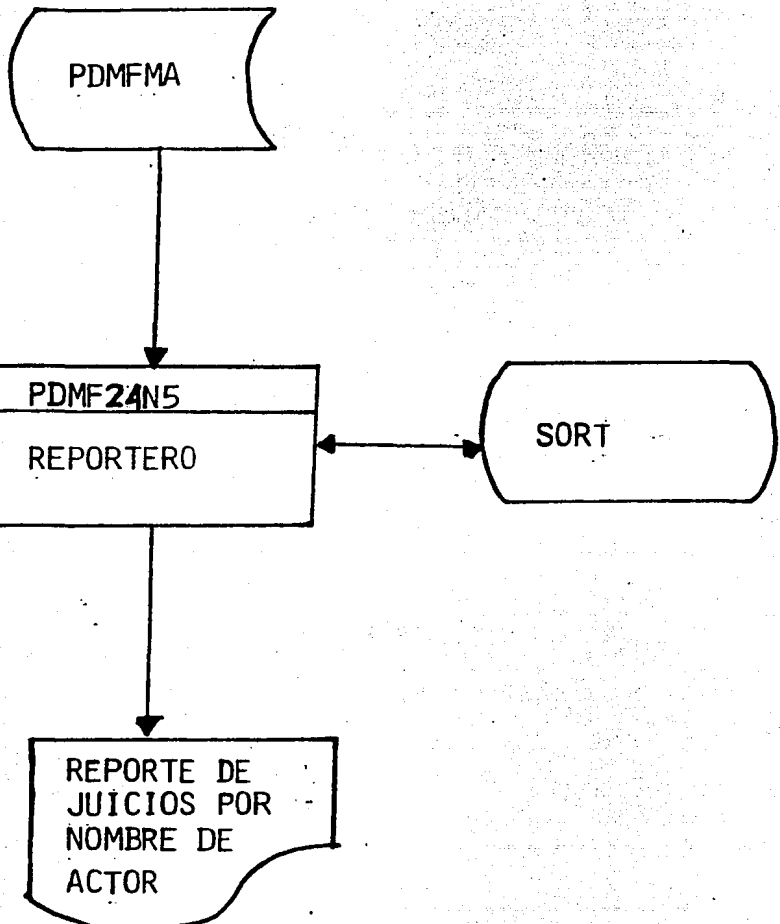 PDMFMA
PDMF24N5
REPORTERO
SORT
REPORTE DE
JUICIOS POR
NOMBRE DE
ACTOR